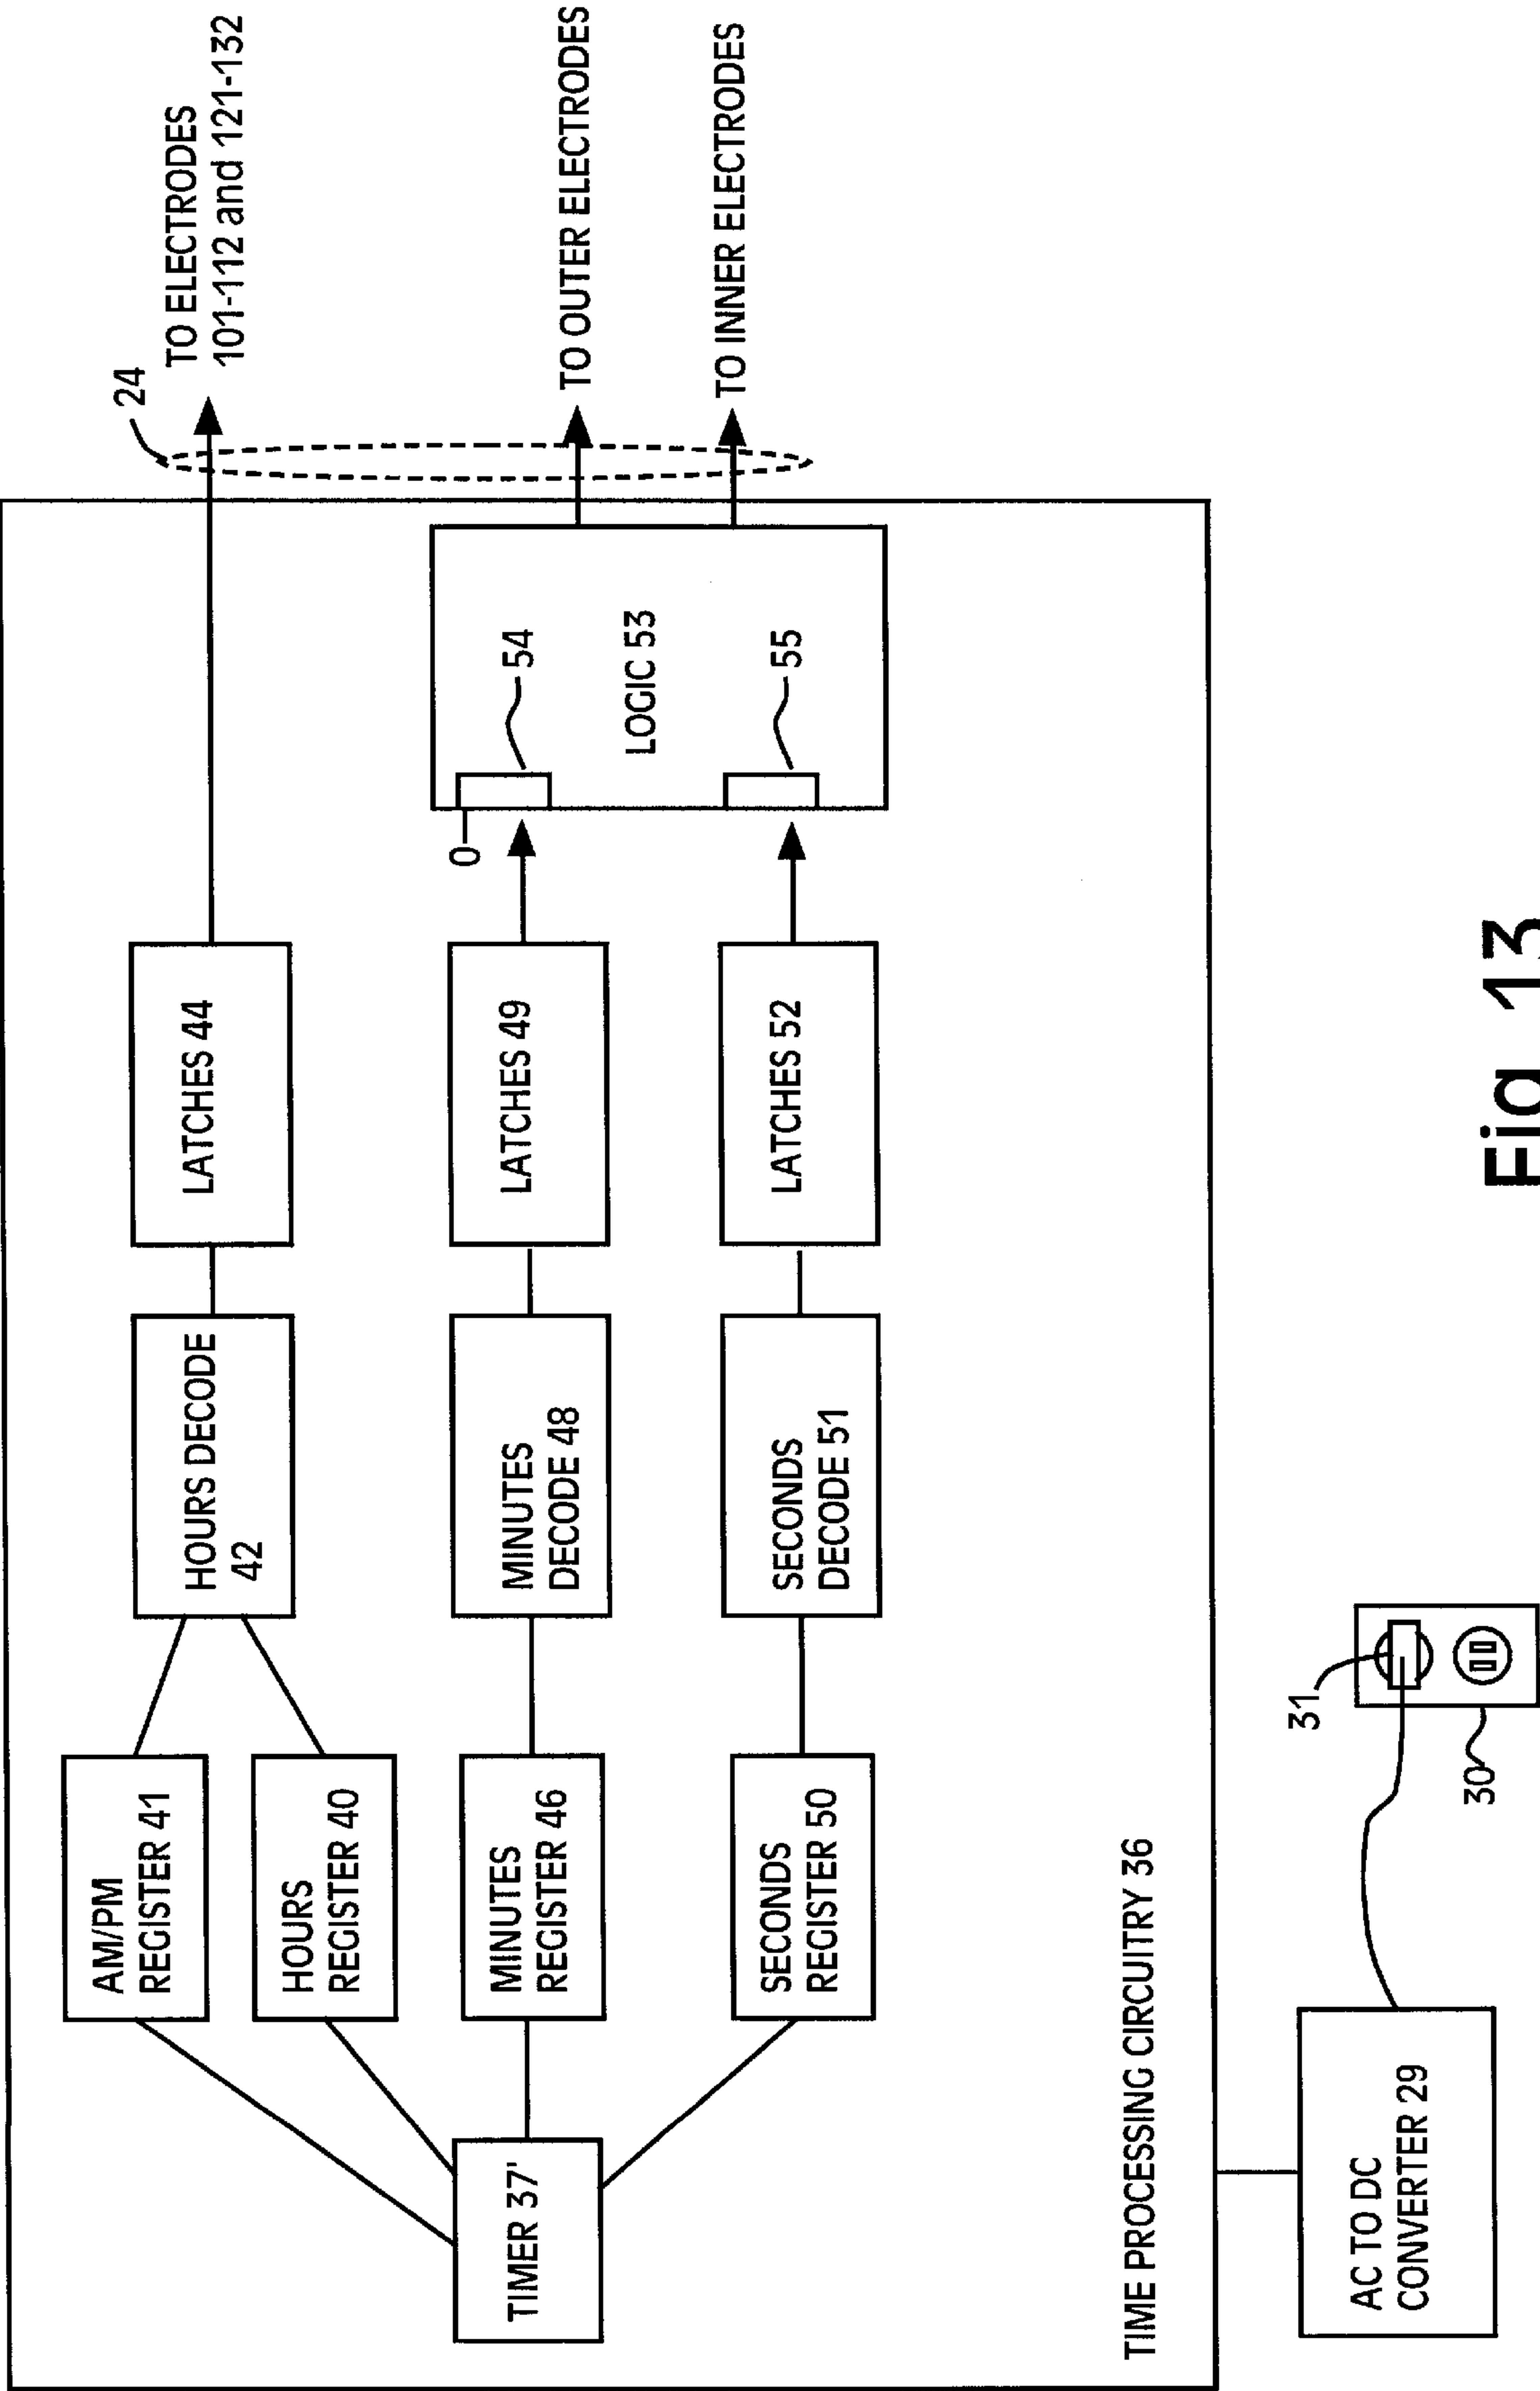 24
TO ELECTRODES
101-112 and 121-132
TO OUTER ELECTRODES
TO INNER ELECTRODES
AM/PM
REGISTER 41
HOURS
REGISTER 40
HOURS DECODE
42
LATCHES 44
TIMER 37'
MINUTES
REGISTER 46
MINUTES
DECODE 48
LATCHES 49
0
54
LOGIC 53
55
SECONDS
REGISTER 50
SECONDS
DECODE 51
LATCHES 52
TIME PROCESSING CIRCUITRY 36
AC TO DC
CONVERTER 29
31
30
Fig 13